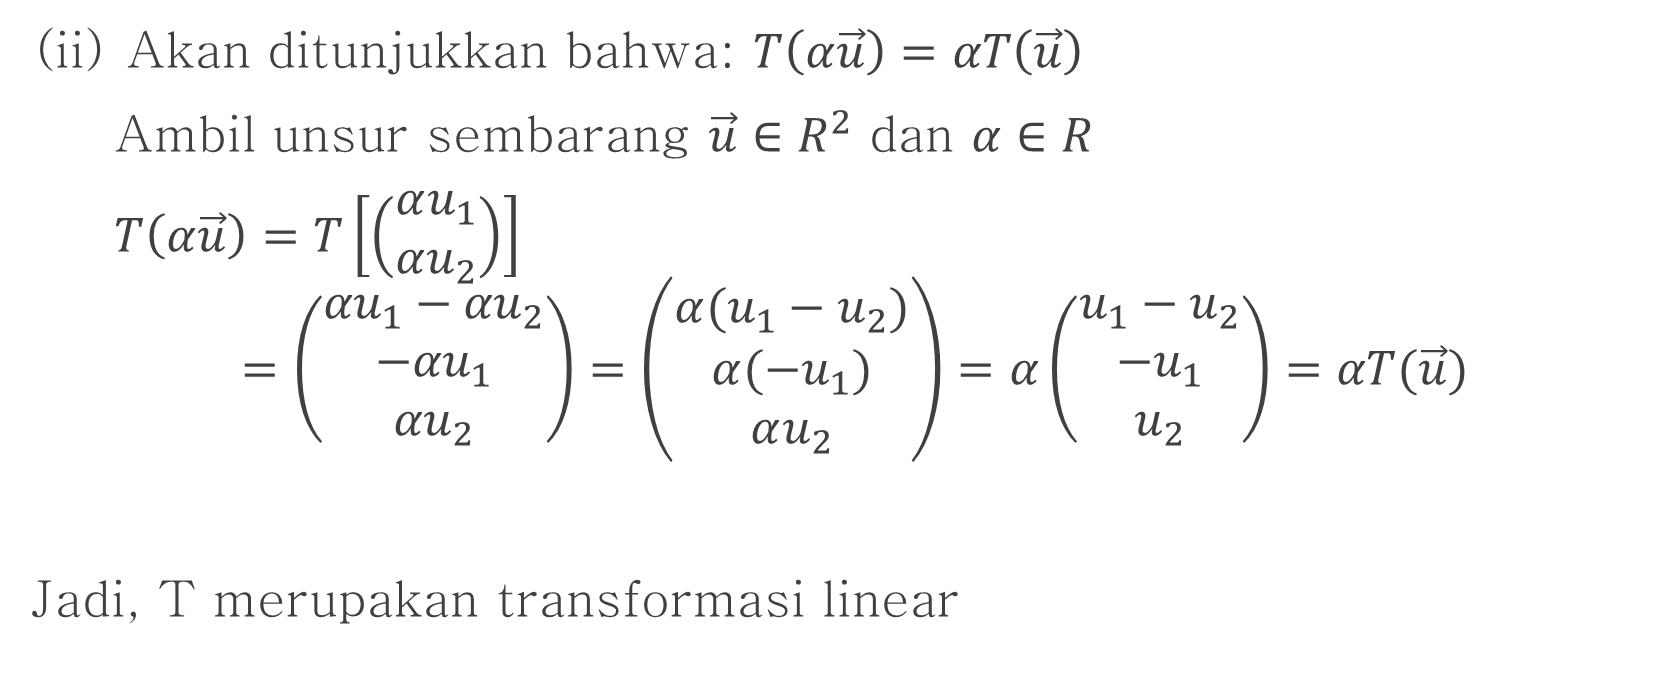 (ii) Akan ditunjukkan bahwa: T(αu⃗) = αT(u⃗)
Ambil unsur sembarang u⃗ ∈ R² dan α ∈ R
T(αu⃗) = T[(αu₁ αu₂)]
= (αu₁ − αu₂ −αu₁ αu₂) = (α(u₁ − u₂) α(−u₁) αu₂) = α(u₁ − u₂ −u₁ u₂) = αT(u⃗)
Jadi, T merupakan transformasi linear